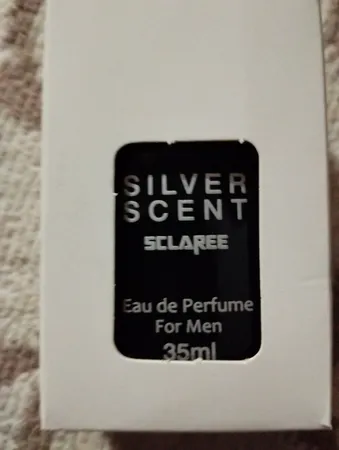 SILVER
SCENT
SCLAREE
Eau de Perfume
For Men
35ml